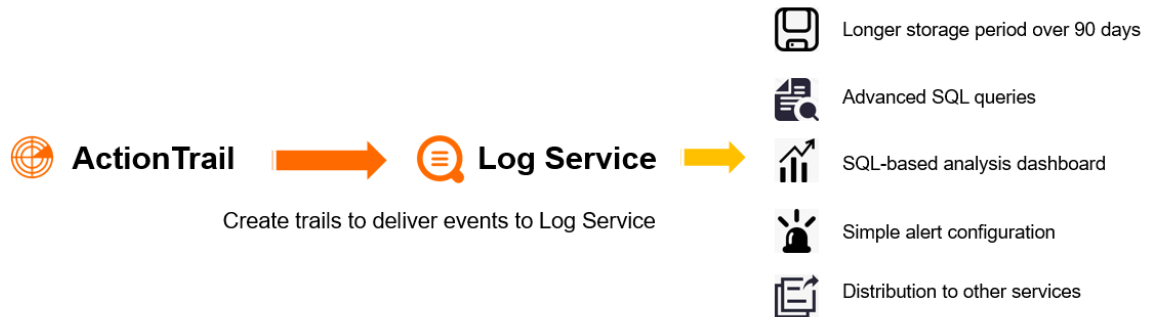 Longer storage period over 90 days
Advanced SQL queries
ActionTrail
Log Service
SQL-based analysis dashboard
Create trails to deliver events to Log Service
Simple alert configuration
Distribution to other services